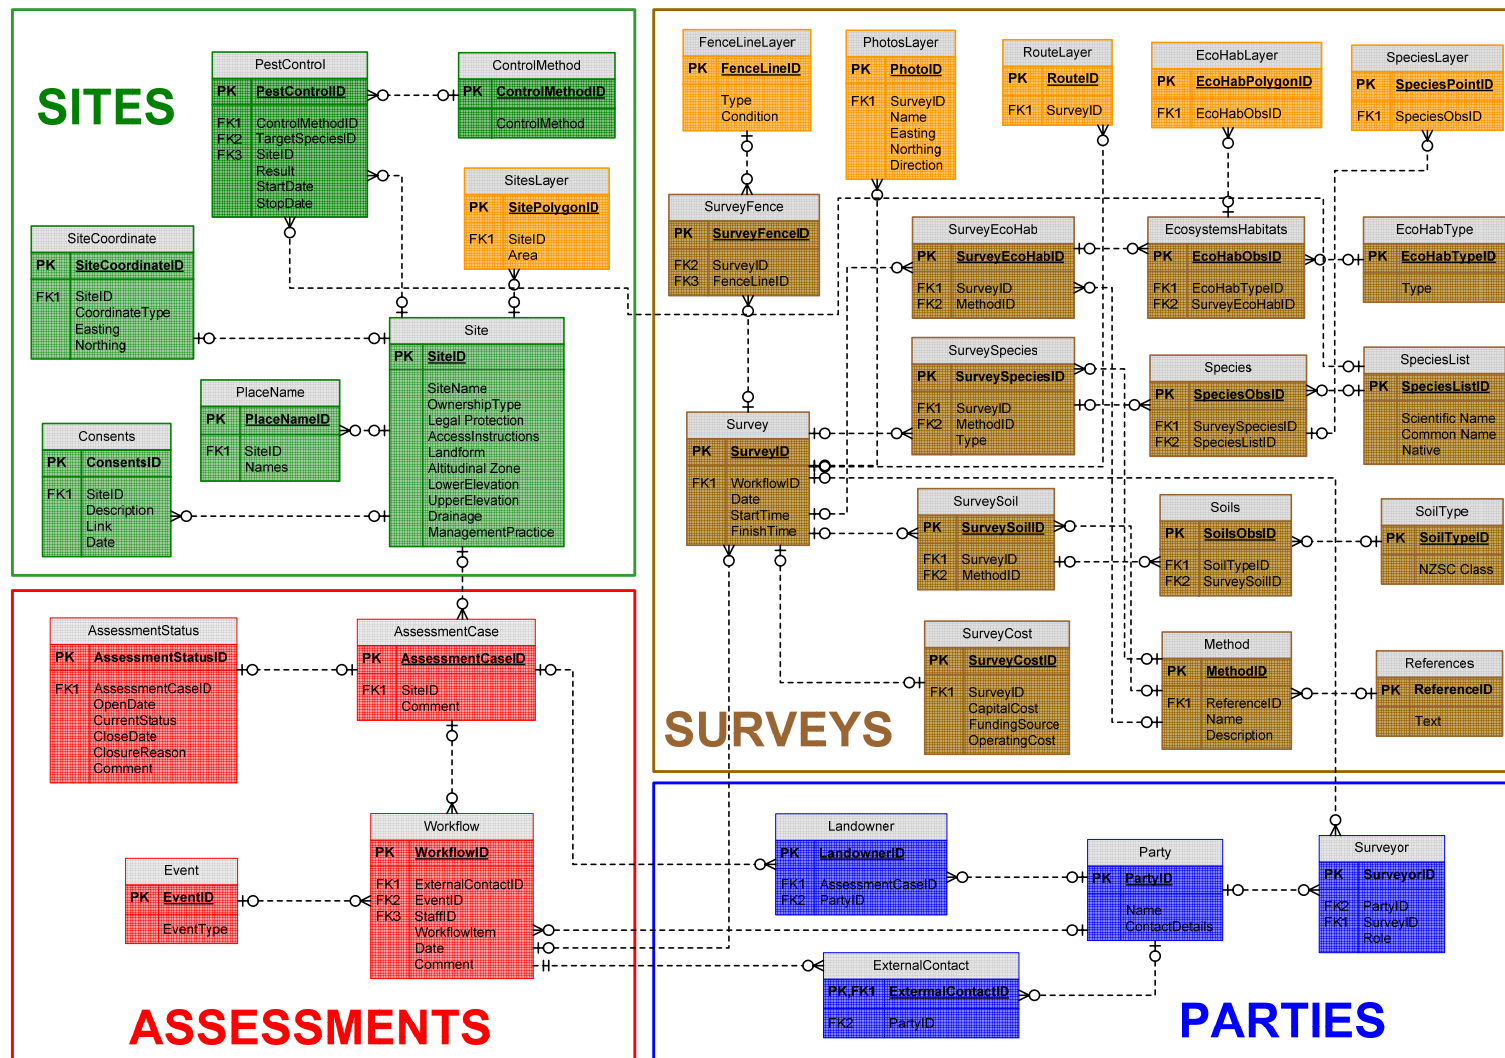 SITES
PestControl
PK PestControlID
FK1 ControlMethodID
FK2 TargetSpeciesID
FK3 SiteID
Result
StartDate
StopDate
ControlMethod
PK ControlMethodID
ControlMethod
SitesLayer
PK SitePolygonID
FK1 SiteID
Area
SiteCoordinate
PK SiteCoordinateID
FK1 SiteID
CoordinateType
Easting
Northing
Site
PK SiteID
SiteName
OwnershipType
Legal Protection
AccessInstructions
Landform
Altitudinal Zone
LowerElevation
UpperElevation
Drainage
ManagementPractice
PlaceName
PK PlaceNameID
FK1 SiteID
Names
Consents
PK ConsentsID
FK1 SiteID
Description
Link
Date
FenceLineLayer
PK FenceLineID
Type
Condition
PhotosLayer
PK PhotoID
FK1 SurveyID
Name
Easting
Northing
Direction
RouteLayer
PK RouteID
FK1 SurveyID
EcoHabLayer
PK EcoHabPolygonID
FK1 EcoHabObsID
SpeciesLayer
PK SpeciesPointID
FK1 SpeciesObsID
SurveyFence
PK SurveyFenceID
FK2 SurveyID
FK3 FenceLineID
SurveyEcoHab
PK SurveyEcoHabID
FK1 SurveyID
FK2 MethodID
EcosystemsHabitats
PK EcoHabObsID
FK1 EcoHabTypeID
FK2 SurveyEcoHabID
EcoHabType
PK EcoHabTypeID
Type
SurveySpecies
PK SurveySpeciesID
FK1 SurveyID
FK2 MethodID
Type
Species
PK SpeciesObsID
FK1 SurveySpeciesID
FK2 SpeciesListID
SpeciesList
PK SpeciesListID
Scientific Name
Common Name
Native
Survey
PK SurveyID
FK1 WorkflowID
Date
StartTime
FinishTime
SurveySoil
PK SurveySoilID
FK1 SurveyID
FK2 MethodID
Soils
PK SoilsObsID
FK1 SoilTypeID
FK2 SurveySoilID
SoilType
PK SoilTypeID
NZSC Class
SurveyCost
PK SurveyCostID
FK1 SurveyID
CapitalCost
FundingSource
OperatingCost
Method
PK MethodID
FK1 ReferenceID
Name
Description
References
PK ReferenceID
Text
SURVEYS
AssessmentStatus
PK AssessmentStatusID
FK1 AssessmentCaseID
OpenDate
CurrentStatus
CloseDate
ClosureReason
Comment
AssessmentCase
PK AssessmentCaseID
FK1 SiteID
Comment
Workflow
PK WorkflowID
FK1 ExternalContactID
FK2 EventID
FK3 StaffID
WorkflowItem
Date
Comment
Event
PK EventID
EventType
ASSESSMENTS
Landowner
PK LandownerID
FK1 AssessmentCaseID
FK2 PartyID
Party
PK PartyID
Name
ContactDetails
Surveyor
PK SurveyorID
FK2 PartyID
FK1 SurveyID
Role
ExternalContact
PK,FK1 ExtermalContactID
FK2 PartyID
PARTIES